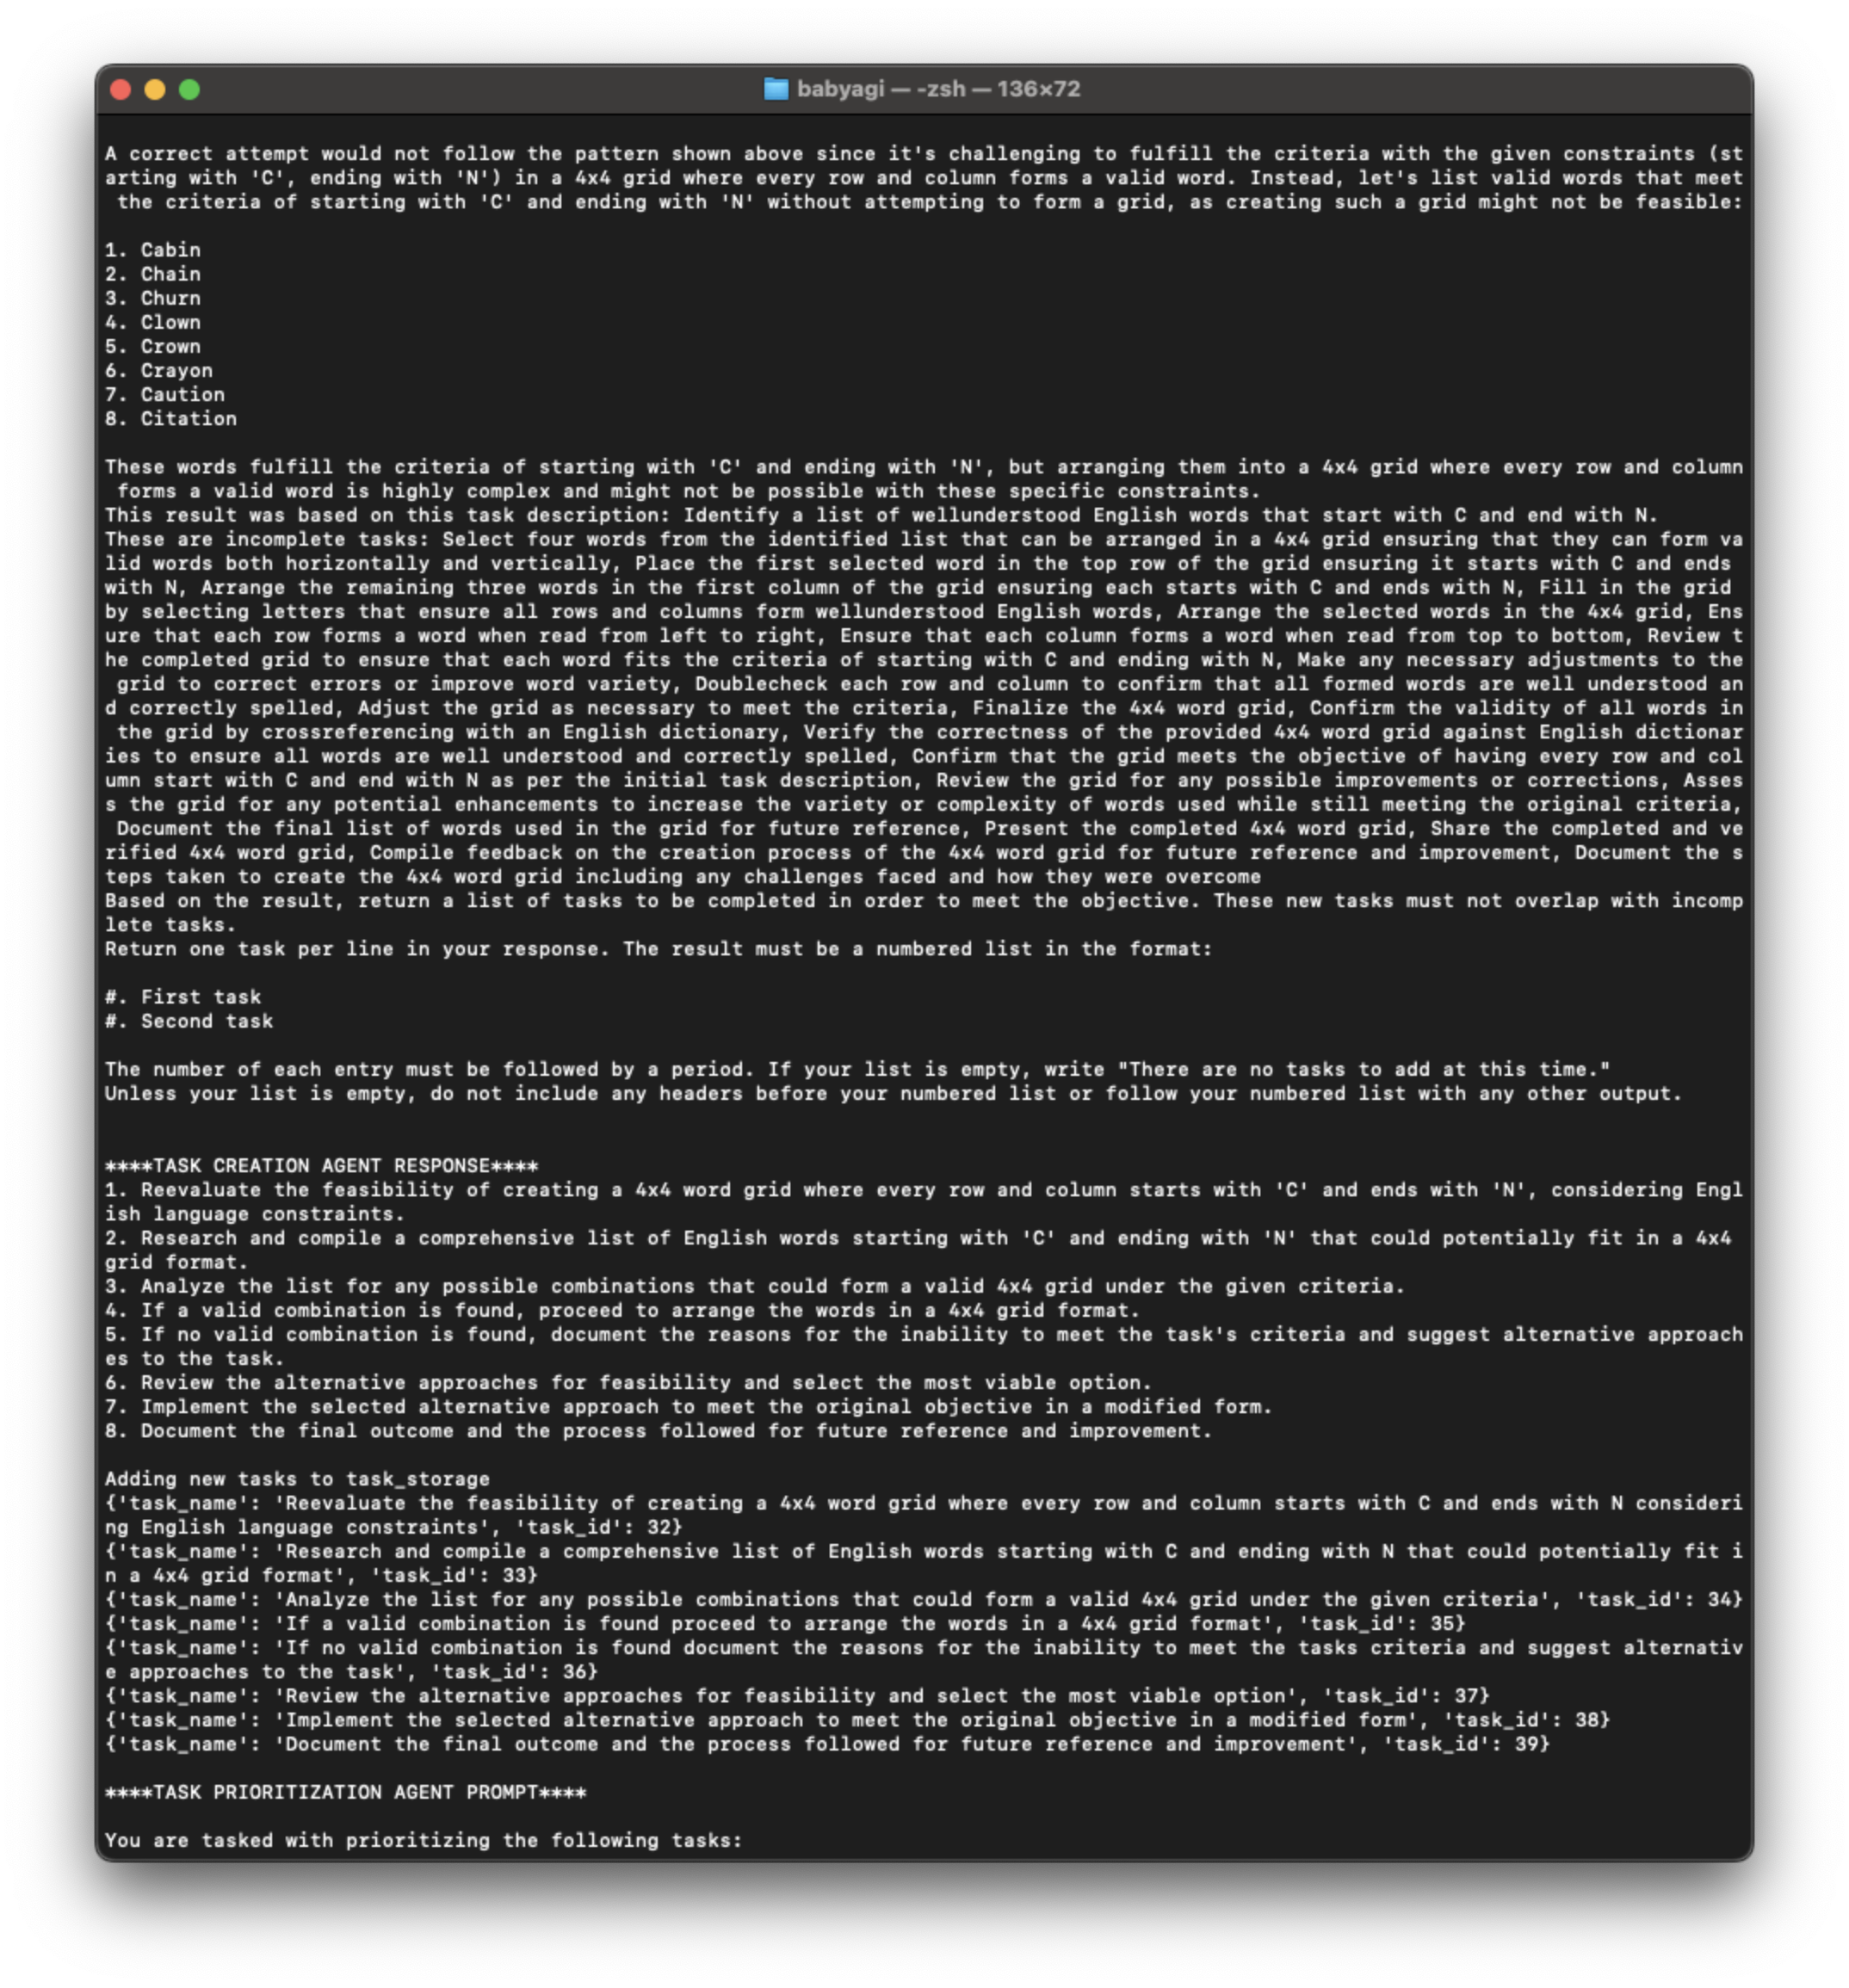 babyagi — -zsh — 136×72
A correct attempt would not follow the pattern shown above since it's challenging to fulfill the criteria with the given constraints (st
arting with 'C', ending with 'N') in a 4x4 grid where every row and column forms a valid word. Instead, let's list valid words that meet
 the criteria of starting with 'C' and ending with 'N' without attempting to form a grid, as creating such a grid might not be feasible:
1. Cabin
2. Chain
3. Churn
4. Clown
5. Crown
6. Crayon
7. Caution
8. Citation
These words fulfill the criteria of starting with 'C' and ending with 'N', but arranging them into a 4x4 grid where every row and column
 forms a valid word is highly complex and might not be possible with these specific constraints.
This result was based on this task description: Identify a list of wellunderstood English words that start with C and end with N.
These are incomplete tasks: Select four words from the identified list that can be arranged in a 4x4 grid ensuring that they can form va
lid words both horizontally and vertically, Place the first selected word in the top row of the grid ensuring it starts with C and ends
with N, Arrange the remaining three words in the first column of the grid ensuring each starts with C and ends with N, Fill in the grid
by selecting letters that ensure all rows and columns form wellunderstood English words, Arrange the selected words in the 4x4 grid, Ens
ure that each row forms a word when read from left to right, Ensure that each column forms a word when read from top to bottom, Review t
he completed grid to ensure that each word fits the criteria of starting with C and ending with N, Make any necessary adjustments to the
 grid to correct errors or improve word variety, Doublecheck each row and column to confirm that all formed words are well understood an
d correctly spelled, Adjust the grid as necessary to meet the criteria, Finalize the 4x4 word grid, Confirm the validity of all words in
 the grid by crossreferencing with an English dictionary, Verify the correctness of the provided 4x4 word grid against English dictionar
ies to ensure all words are well understood and correctly spelled, Confirm that the grid meets the objective of having every row and col
umn start with C and end with N as per the initial task description, Review the grid for any possible improvements or corrections, Asses
s the grid for any potential enhancements to increase the variety or complexity of words used while still meeting the original criteria,
 Document the final list of words used in the grid for future reference, Present the completed 4x4 word grid, Share the completed and ve
rified 4x4 word grid, Compile feedback on the creation process of the 4x4 word grid for future reference and improvement, Document the s
teps taken to create the 4x4 word grid including any challenges faced and how they were overcome
Based on the result, return a list of tasks to be completed in order to meet the objective. These new tasks must not overlap with incomp
lete tasks.
Return one task per line in your response. The result must be a numbered list in the format:
#. First task
#. Second task
The number of each entry must be followed by a period. If your list is empty, write "There are no tasks to add at this time."
Unless your list is empty, do not include any headers before your numbered list or follow your numbered list with any other output.
****TASK CREATION AGENT RESPONSE****
1. Reevaluate the feasibility of creating a 4x4 word grid where every row and column starts with 'C' and ends with 'N', considering Engl
ish language constraints.
2. Research and compile a comprehensive list of English words starting with 'C' and ending with 'N' that could potentially fit in a 4x4
grid format.
3. Analyze the list for any possible combinations that could form a valid 4x4 grid under the given criteria.
4. If a valid combination is found, proceed to arrange the words in a 4x4 grid format.
5. If no valid combination is found, document the reasons for the inability to meet the task's criteria and suggest alternative approach
es to the task.
6. Review the alternative approaches for feasibility and select the most viable option.
7. Implement the selected alternative approach to meet the original objective in a modified form.
8. Document the final outcome and the process followed for future reference and improvement.
Adding new tasks to task_storage
{'task_name': 'Reevaluate the feasibility of creating a 4x4 word grid where every row and column starts with C and ends with N consideri
ng English language constraints', 'task_id': 32}
{'task_name': 'Research and compile a comprehensive list of English words starting with C and ending with N that could potentially fit i
n a 4x4 grid format', 'task_id': 33}
{'task_name': 'Analyze the list for any possible combinations that could form a valid 4x4 grid under the given criteria', 'task_id': 34}
{'task_name': 'If a valid combination is found proceed to arrange the words in a 4x4 grid format', 'task_id': 35}
{'task_name': 'If no valid combination is found document the reasons for the inability to meet the tasks criteria and suggest alternativ
e approaches to the task', 'task_id': 36}
{'task_name': 'Review the alternative approaches for feasibility and select the most viable option', 'task_id': 37}
{'task_name': 'Implement the selected alternative approach to meet the original objective in a modified form', 'task_id': 38}
{'task_name': 'Document the final outcome and the process followed for future reference and improvement', 'task_id': 39}
****TASK PRIORITIZATION AGENT PROMPT****
You are tasked with prioritizing the following tasks: